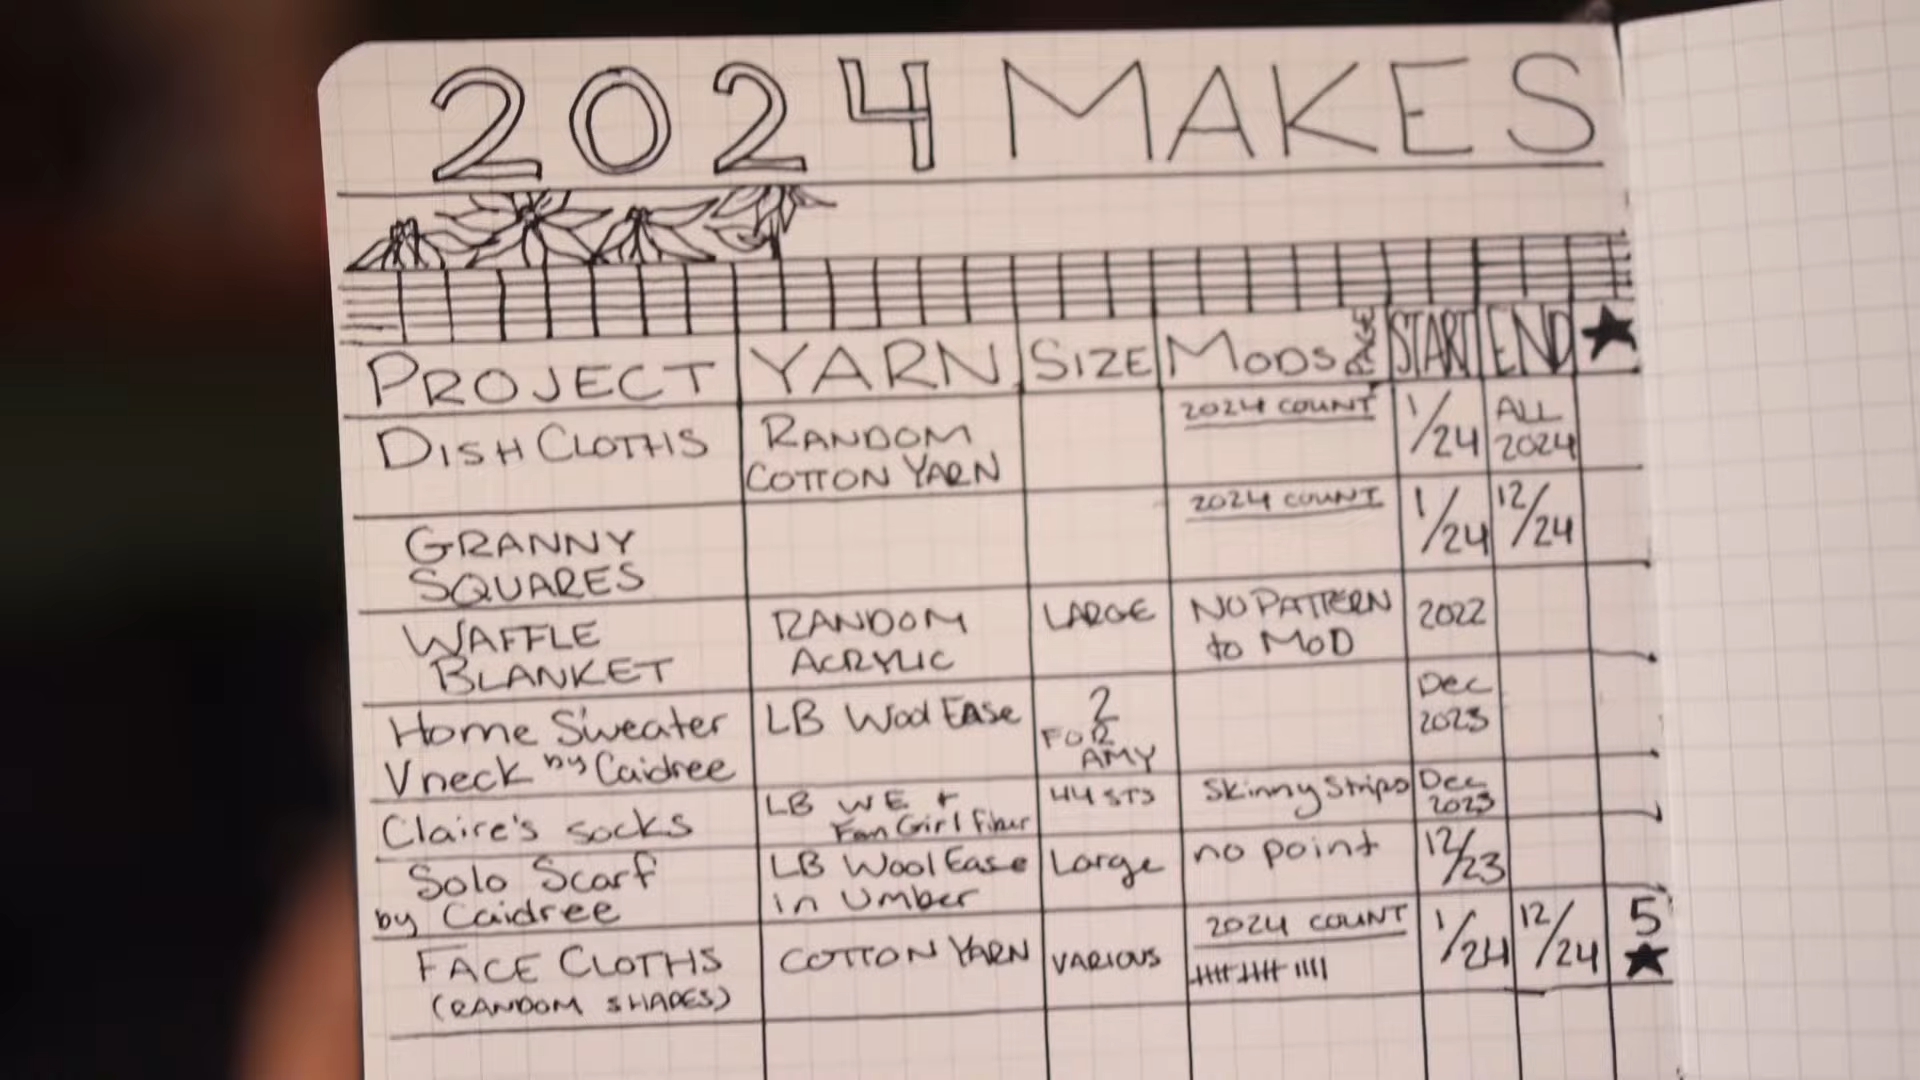 2024 MAKES
PROJECT YARN SIZE MODS PAGE START END ★
DISH CLOTHS RANDOM COTTON YARN 2024 COUNT 1/24 ALL 2024
GRANNY SQUARES 2024 COUNT 1/24 12/24
WAFFLE BLANKET RANDOM ACRYLIC LARGE NO PATTERN to MOD 2022
Home Sweater Vneck by Caidree LB Wool EASE 2 FOR AMY Dec 2023
Claire's socks LB WE + Fan Girl fiber 44 STS Skinny Strips Dec 2023
Solo Scarf by Caidree LB Wool Ease in Umber Large no point 12/23
FACE CLOTHS (RANDOM SHAPES) COTTON YARN VARIOUS 2024 COUNT 1/24 12/24 5 ★